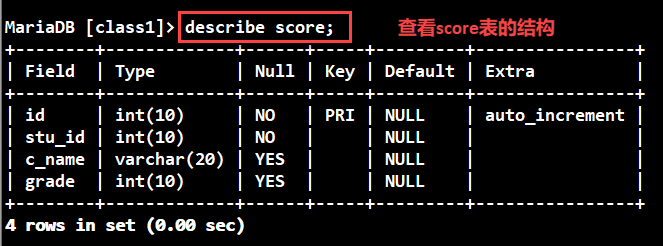 MariaDB [class1]> describe score; 查看score表的结构
+--------+-------------+------+-----+---------+----------------+
| Field | Type | Null | Key | Default | Extra |
+--------+-------------+------+-----+---------+----------------+
| id | int(10) | NO | PRI | NULL | auto_increment |
| stu_id | int(10) | NO | | NULL | |
| c_name | varchar(20) | YES | | NULL | |
| grade | int(10) | YES | | NULL | |
+--------+-------------+------+-----+---------+----------------+
4 rows in set (0.00 sec)